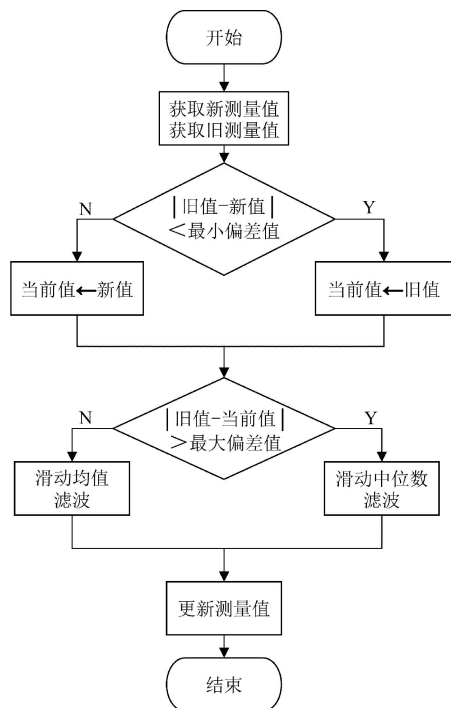 开始
获取新测量值
获取旧测量值
|旧值-新值|
<最小偏差值
N
Y
当前值←新值
当前值←旧值
|旧值-当前值|
>最大偏差值
N
Y
滑动均值
滤波
滑动中位数
滤波
更新测量值
结束